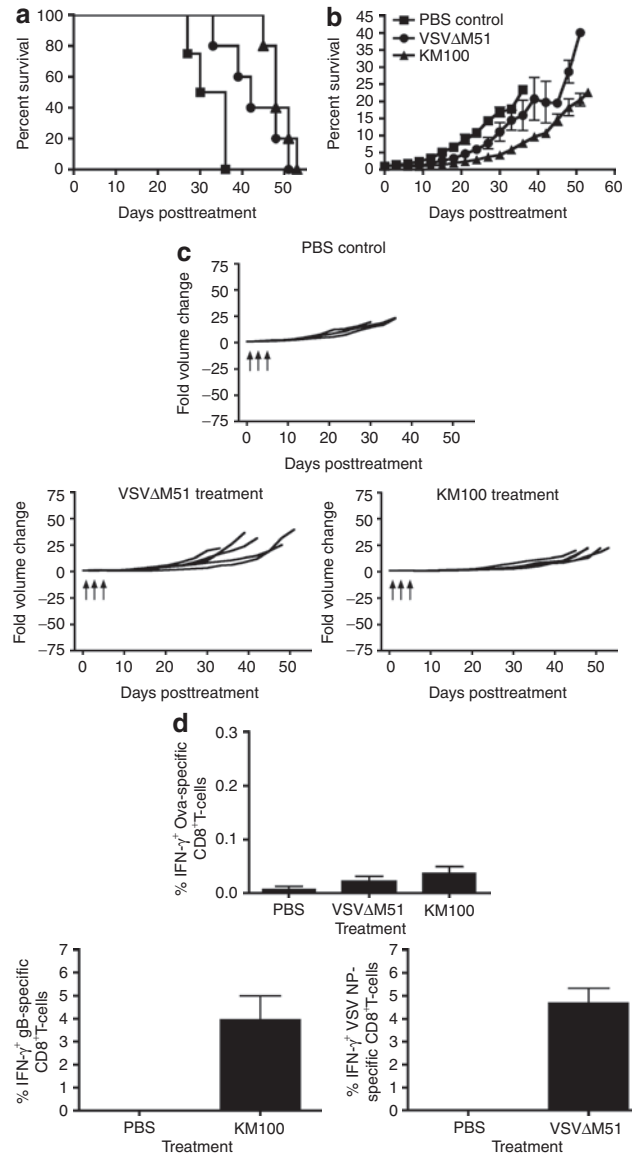 a
100
80
60
40
20
0
Percent survival
0 10 20 30 40 50
Days posttreatment
b
PBS control
VSVΔM51
KM100
45
40
35
30
25
20
15
10
5
0
Percent survival
0 10 20 30 40 50 60
Days posttreatment
c
PBS control
75
50
25
0
−25
−50
−75
Fold volume change
0 10 20 30 40 50
Days posttreatment
VSVΔM51 treatment
75
50
25
0
−25
−50
−75
Fold volume change
0 10 20 30 40 50
Days posttreatment
KM100 treatment
75
50
25
0
−25
−50
−75
Fold volume change
0 10 20 30 40 50
Days posttreatment
d
0.3
0.2
0.1
0.0
% IFN-γ⁺ Ova-specific
CD8⁺T-cells
PBS VSVΔM51 KM100
Treatment
7
6
5
4
3
2
1
0
% IFN-γ⁺ gB-specific
CD8⁺T-cells
PBS KM100
Treatment
7
6
5
4
3
2
1
0
% IFN-γ⁺ VSV NP-
specific CD8⁺T-cells
PBS VSVΔM51
Treatment